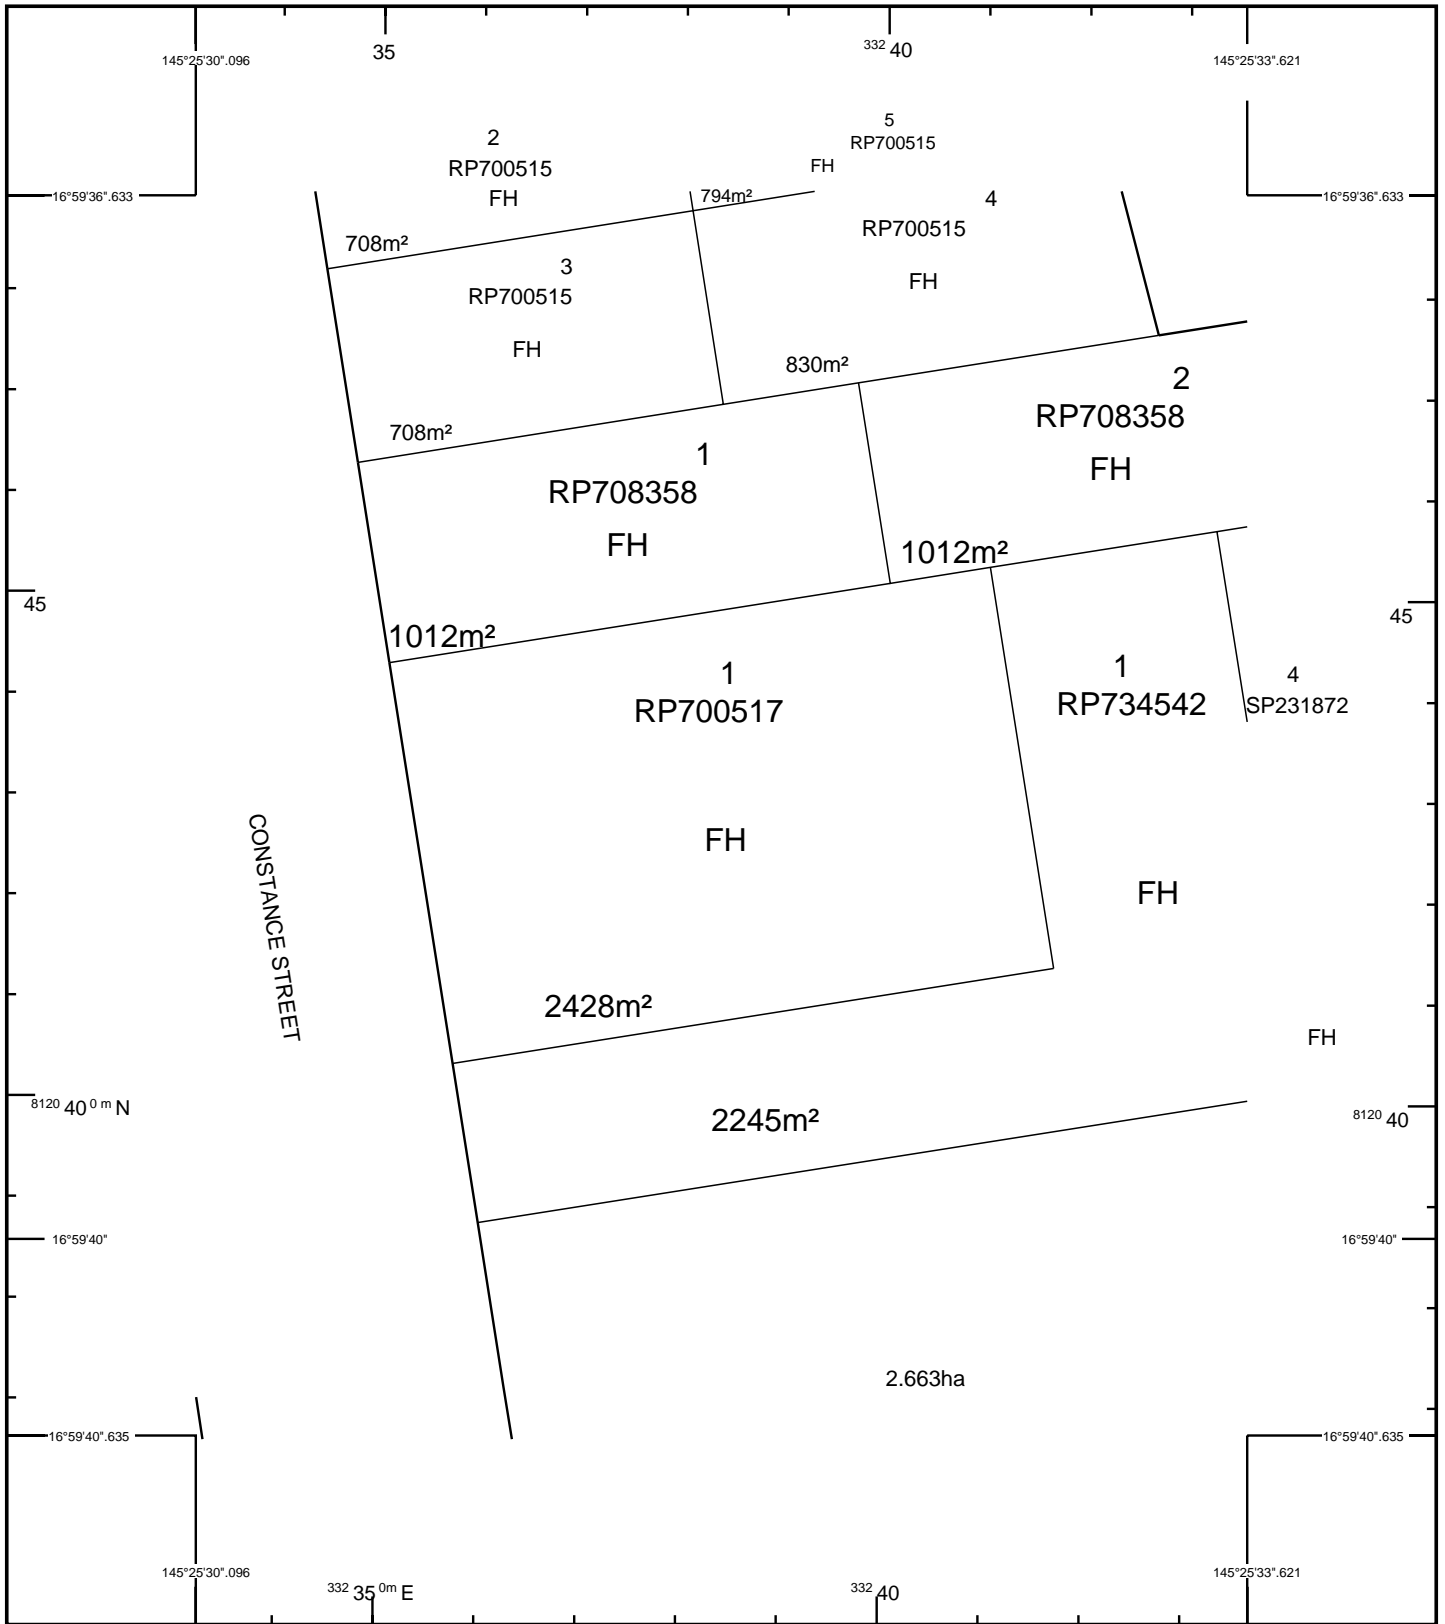 35
332 40
145°25'30".096
145°25'33".621
2
RP700515
FH
5
RP700515
FH
16°59'36".633
16°59'36".633
794m²
4
RP700515
FH
708m²
3
RP700515
FH
830m²
2
RP708358
FH
708m²
1
RP708358
FH
1012m²
45
45
1012m²
1
RP700517
FH
1
RP734542
FH
4
SP231872
FH
CONSTANCE STREET
2428m²
8120 40 0 m N
2245m²
8120 40
16°59'40"
16°59'40"
2.663ha
16°59'40".635
16°59'40".635
145°25'30".096
145°25'33".621
332 35 0m E
332 40